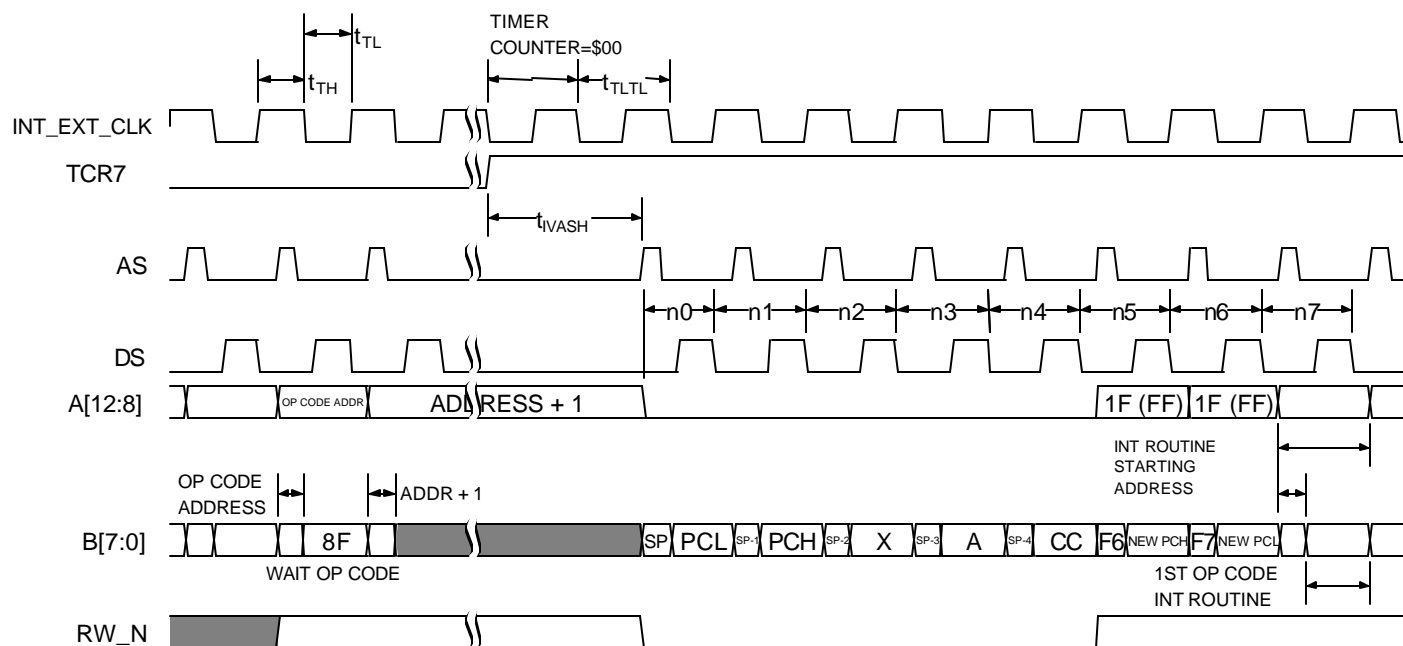 TIMER
COUNTER=$00
tTL
tTH
tTLTL
INT_EXT_CLK
TCR7
tIVASH
AS
n0 n1 n2 n3 n4 n5 n6 n7
DS
A[12:8]
OP CODE ADDR
ADDRESS + 1
1F (FF) 1F (FF)
INT ROUTINE
STARTING
ADDRESS
OP CODE
ADDRESS
ADDR + 1
B[7:0]
8F
SP PCL SP-1 PCH SP-2 X SP-3 A SP-4 CC F6 NEW PCH F7 NEW PCL
WAIT OP CODE
1ST OP CODE
INT ROUTINE
RW_N